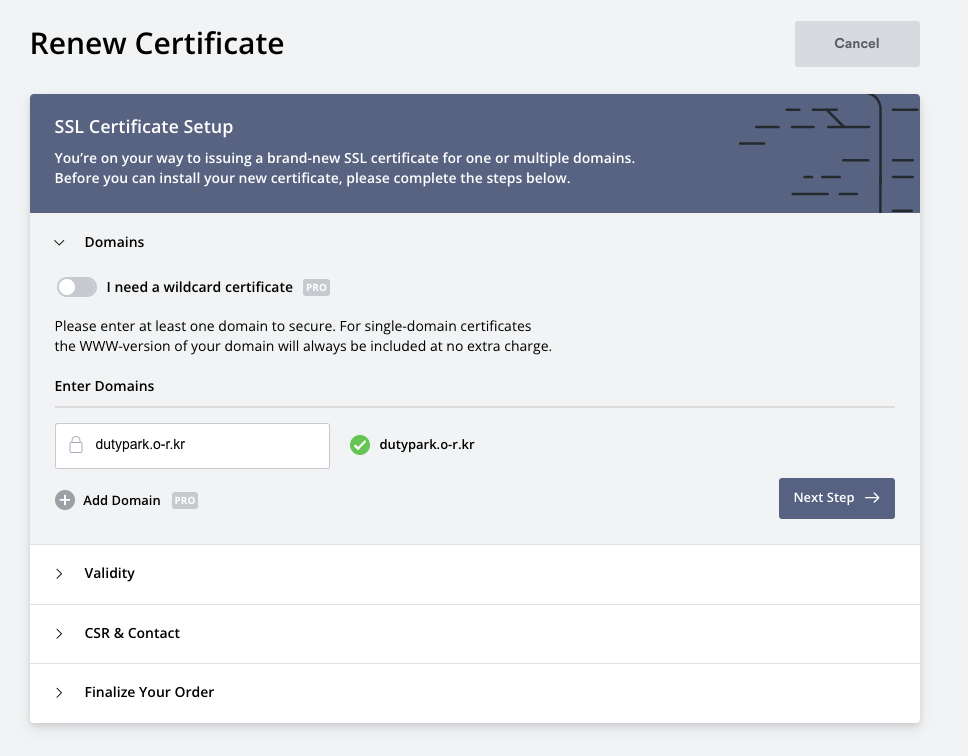 Renew Certificate
Cancel
SSL Certificate Setup
You're on your way to issuing a brand-new SSL certificate for one or multiple domains.
Before you can install your new certificate, please complete the steps below.
Domains
I need a wildcard certificate PRO
Please enter at least one domain to secure. For single-domain certificates
the WWW-version of your domain will always be included at no extra charge.
Enter Domains
dutypark.o-r.kr
dutypark.o-r.kr
Add Domain PRO
Next Step
Validity
CSR & Contact
Finalize Your Order